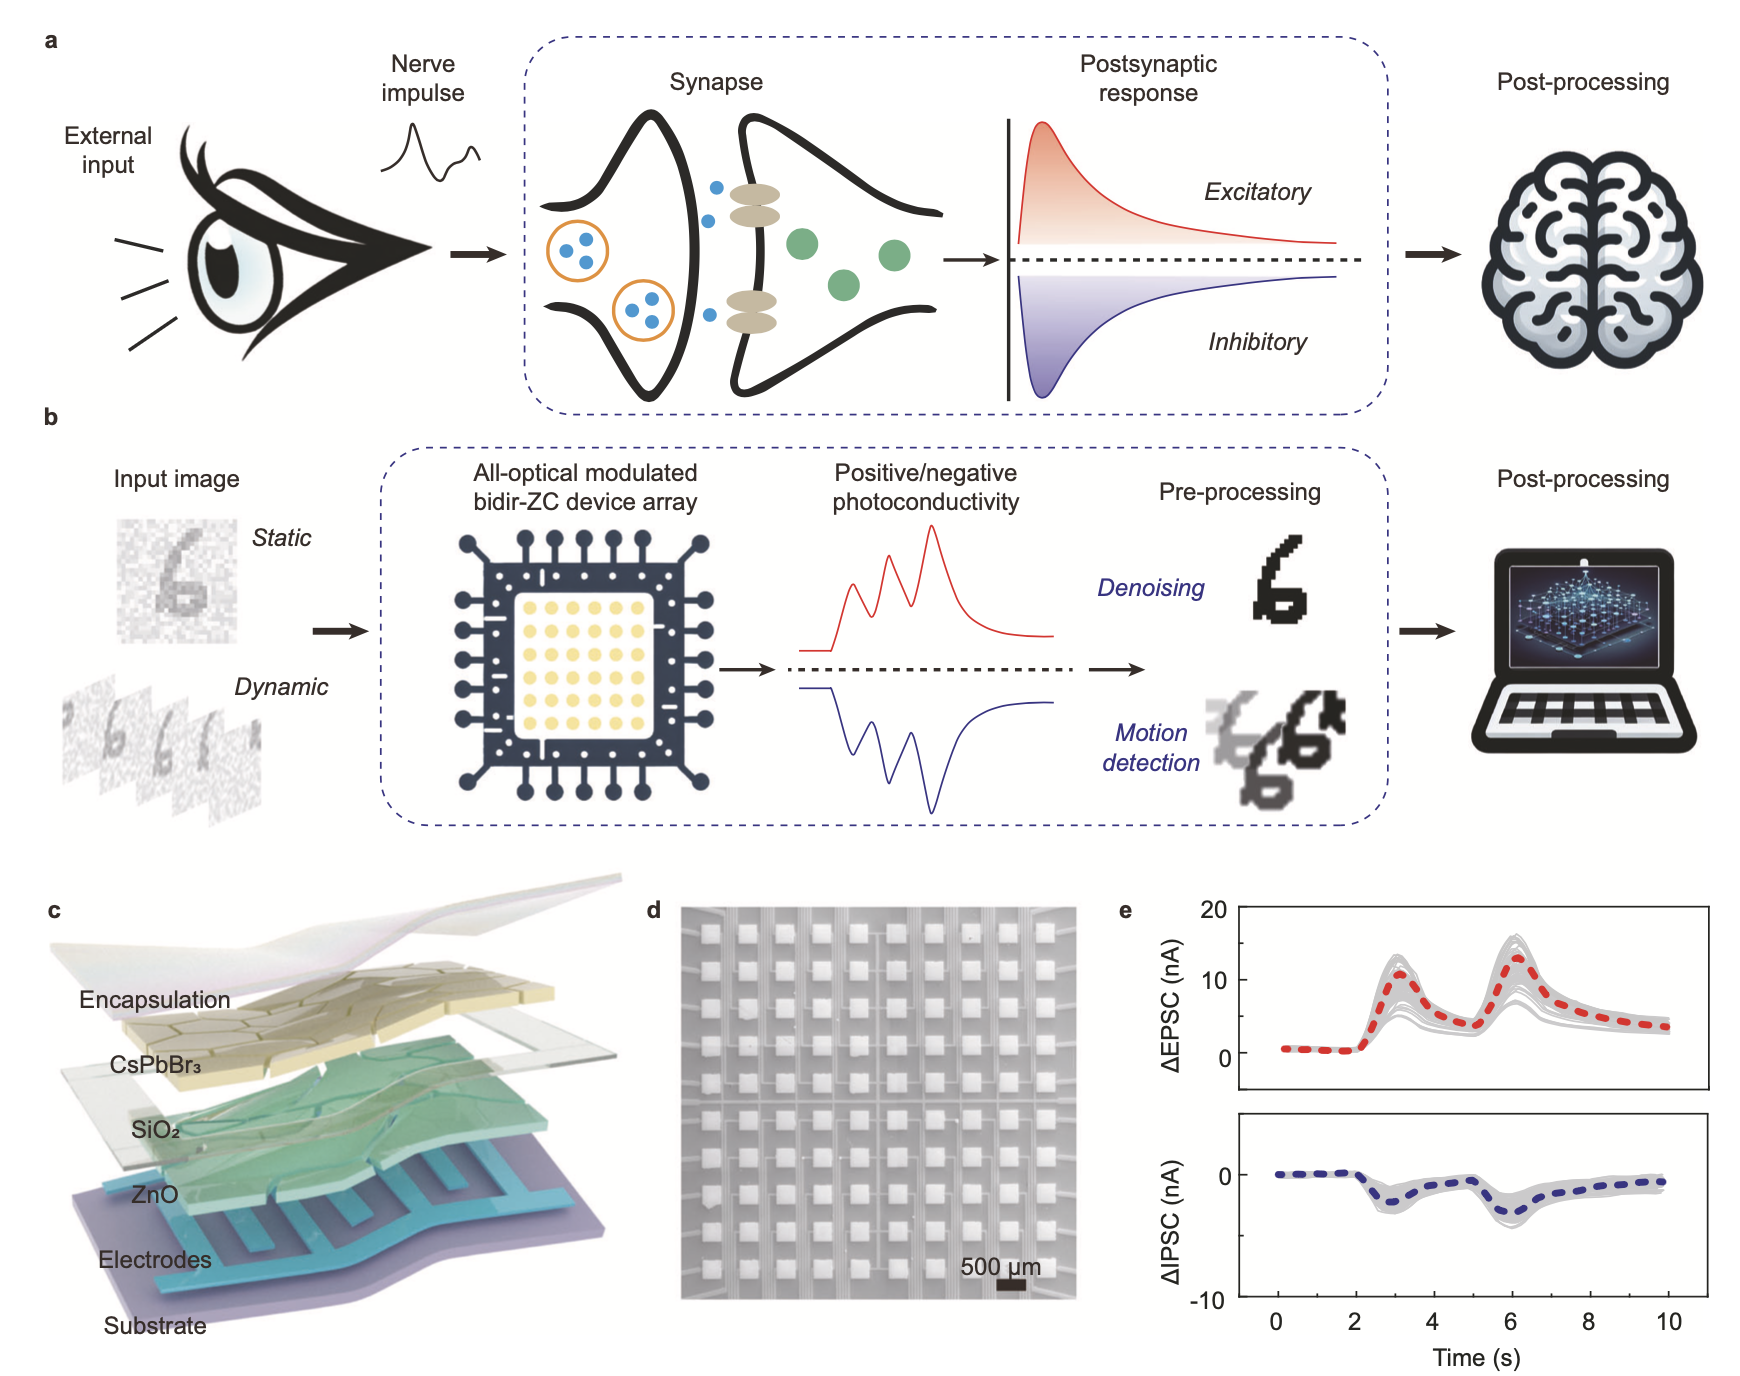 a
Nerve
impulse
External
input
Synapse
Postsynaptic
response
Excitatory
Inhibitory
Post-processing
b
Input image
Static
Dynamic
All-optical modulated
bidir-ZC device array
Positive/negative
photoconductivity
Pre-processing
Denoising
Motion
detection
Post-processing
c
Encapsulation
CsPbBr₃
SiO₂
ZnO
Electrodes
Substrate
d
500 μm
e
20
10
0
ΔEPSC (nA)
0
-10
ΔIPSC (nA)
0 2 4 6 8 10
Time (s)